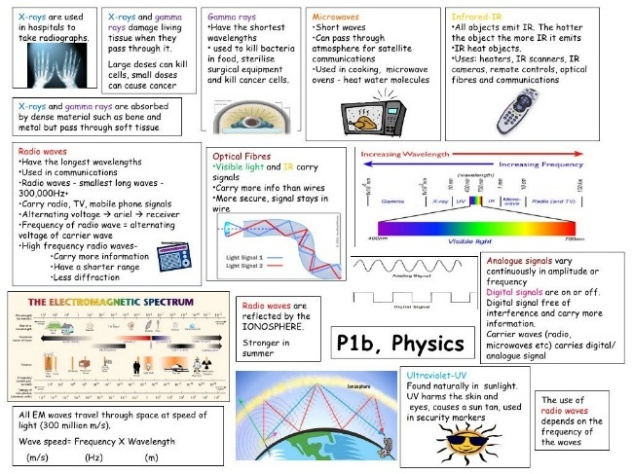 X-rays are used
in hospitals to
take radiographs.
X-rays and gamma
rays damage living
tissue when they
pass through it.
Large doses can kill
cells, small doses
can cause cancer
Gamma rays
•Have the shortest
wavelengths
• used to kill bacteria
in food, sterilise
surgical equipment
and kill cancer cells.
Microwaves
•Short waves
•Can pass through
atmosphere for satellite
communications
•Used in cooking, microwave
ovens - heat water molecules
Infrared-IR
•All objects emit IR. The hotter
the object the more IR it emits
•IR heat objects.
•Uses: heaters, IR scanners, IR
cameras, remote controls, optical
fibres and communications
X-rays and gamma rays are absorbed
by dense material such as bone and
metal but pass through soft tissue
Radio waves
•Have the longest wavelengths
•Used in communications
•Radio waves - smallest long waves -
300,000Hz+
•Carry radio, TV, mobile phone signals
•Alternating voltage → ariel → receiver
•Frequency of radio wave = alternating
voltage of carrier wave
•High frequency radio waves-
•Carry more information
•Have a shorter range
•Less diffraction
Optical Fibres
•Visible light and IR carry
signals
•Carry more info than wires
•More secure, signal stays in
wire
Light Signal 1
Light Signal 2
Increasing Wavelength
Increasing Frequency
(wavelength)
Gamma X-ray UV IR Micro-wave Radio (and TV)
400nm 700nm
Visible light
Analog Signal
Digital Signal
Analogue signals vary
continuously in amplitude or
frequency
Digital signals are on or off.
Digital signal free of
interference and carry more
information.
Carrier waves (radio,
microwaves etc) carries digital/
analogue signal
THE ELECTROMAGNETIC SPECTRUM
Radio waves are
reflected by the
IONOSPHERE.
Stronger in
summer
P1b, Physics
All EM waves travel through space at speed of
light (300 million m/s).
Wave speed= Frequency X Wavelength
(m/s) (Hz) (m)
Ionosphere
Ultraviolet-UV
Found naturally in sunlight.
UV harms the skin and
eyes, causes a sun tan, used
in security markers
The use of
radio waves
depends on the
frequency of
the waves